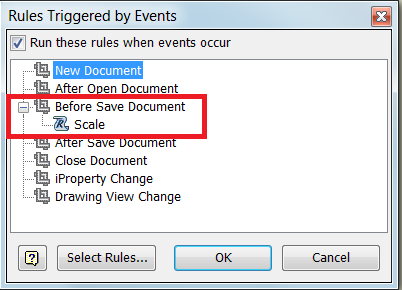 Rules Triggered by Events
Run these rules when events occur
New Document
After Open Document
Before Save Document
Scale
After Save Document
Close Document
iProperty Change
Drawing View Change
? Select Rules... OK Cancel